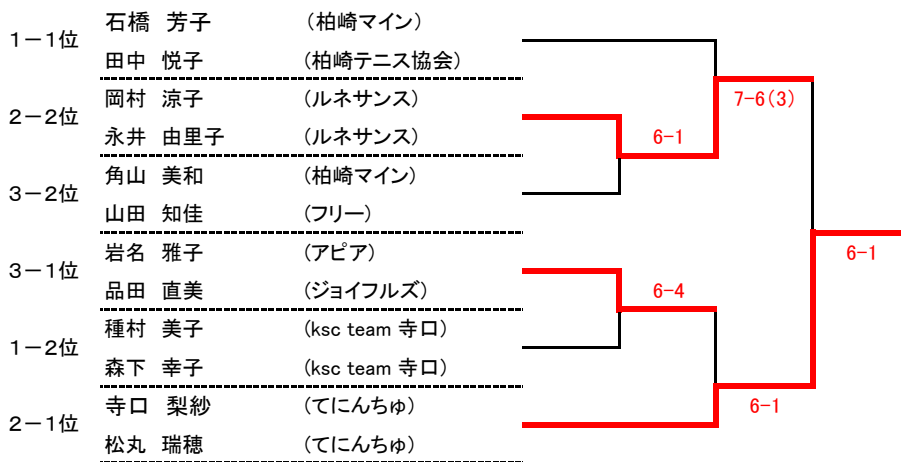 1－1位
石橋 芳子 (柏崎マイン)
田中 悦子 (柏崎テニス協会)
2－2位
岡村 涼子 (ルネサンス)
永井 由里子 (ルネサンス)
3－2位
角山 美和 (柏崎マイン)
山田 知佳 (フリー)
3－1位
岩名 雅子 (アピア)
品田 直美 (ジョイフルズ)
1－2位
種村 美子 (ksc team 寺口)
森下 幸子 (ksc team 寺口)
2－1位
寺口 梨紗 (てにんちゅ)
松丸 瑞穂 (てにんちゅ)
7-6(3)
6-1
6-1
6-4
6-1